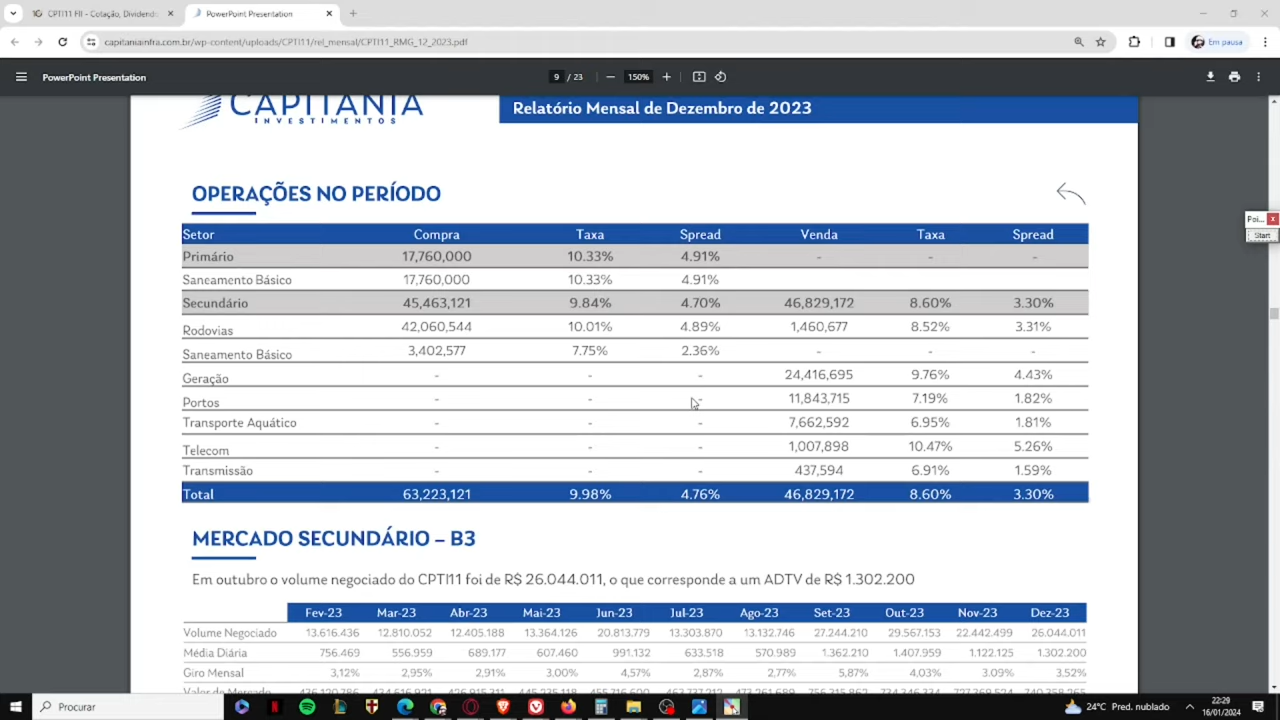 CPTI11 FII - Cotação, Dividend
PowerPoint Presentation
capitaniainfra.com.br/wp-content/uploads/CPTI11/rel_mensal/CPTI11_RMG_12_2023.pdf
Em pausa
PowerPoint Presentation
9 / 23
150%
CAPITÂNIA
INVESTIMENTOS
Relatório Mensal de Dezembro de 2023
OPERAÇÕES NO PERÍODO
Poi...
Start
Setor Compra Taxa Spread Venda Taxa Spread
Primário 17,760,000 10.33% 4.91% - - -
Saneamento Básico 17,760,000 10.33% 4.91%
Secundário 45,463,121 9.84% 4.70% 46,829,172 8.60% 3.30%
Rodovias 42,060,544 10.01% 4.89% 1,460,677 8.52% 3.31%
Saneamento Básico 3,402,577 7.75% 2.36% - - -
Geração - - - 24,416,695 9.76% 4.43%
Portos - - - 11,843,715 7.19% 1.82%
Transporte Aquático - - - 7,662,592 6.95% 1.81%
Telecom - - - 1,007,898 10.47% 5.26%
Transmissão - - - 437,594 6.91% 1.59%
Total 63,223,121 9.98% 4.76% 46,829,172 8.60% 3.30%
MERCADO SECUNDÁRIO – B3
Em outubro o volume negociado do CPTI11 foi de R$ 26.044.011, o que corresponde a um ADTV de R$ 1.302.200
Fev-23 Mar-23 Abr-23 Mai-23 Jun-23 Jul-23 Ago-23 Set-23 Out-23 Nov-23 Dez-23
Volume Negociado 13.616.436 12.810.052 12.405.188 13.364.126 20.813.779 13.303.870 13.132.746 27.244.210 29.567.153 22.442.499 26.044.011
Média Diária 756.469 556.959 689.177 607.460 991.132 633.518 570.989 1.362.210 1.407.959 1.122.125 1.302.200
Giro Mensal 3,12% 2,95% 2,91% 3,00% 4,57% 2,87% 2,77% 5,87% 4,03% 3.09% 3.52%
Valor de Mercado
Procurar
24°C Pred. nublado
22:29
16/01/2024